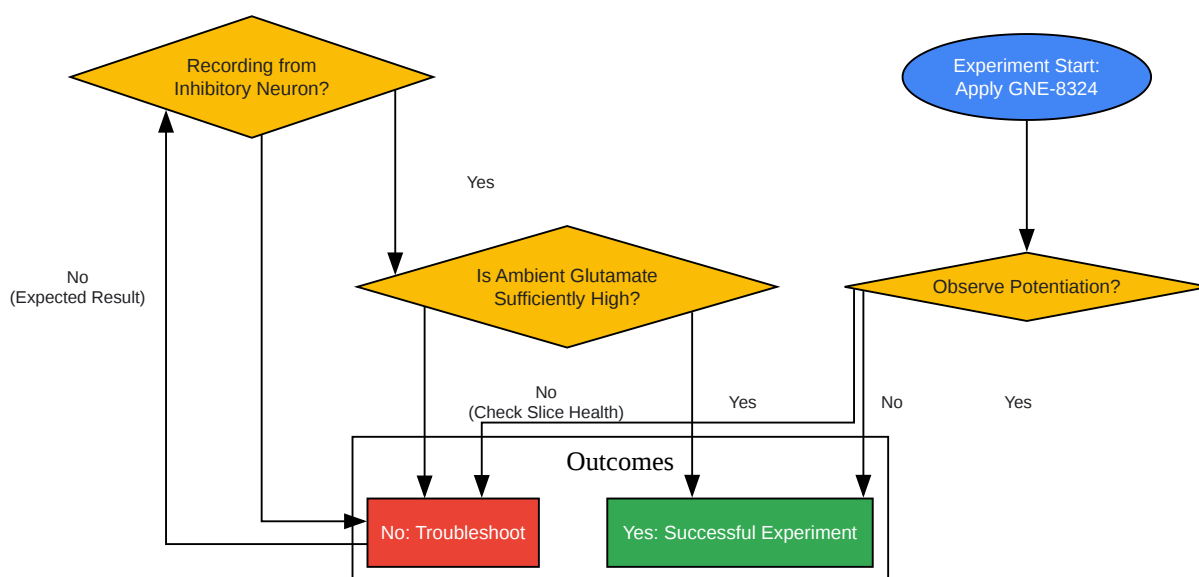 Recording from
Inhibitory Neuron?
Experiment Start:
Apply GNE-8324
Yes
No
(Expected Result)
Is Ambient Glutamate
Sufficiently High?
Observe Potentiation?
No
(Check Slice Health)
Yes
No
Yes
Outcomes
No: Troubleshoot
Yes: Successful Experiment